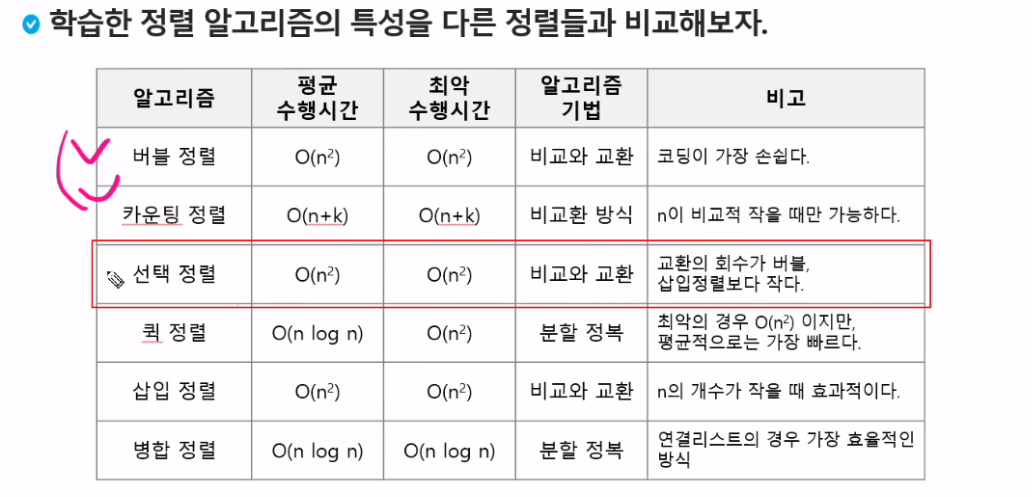 학습한 정렬 알고리즘의 특성을 다른 정렬들과 비교해보자.
알고리즘 평균 수행시간 최악 수행시간 알고리즘 기법 비고
버블 정렬 O(n²) O(n²) 비교와 교환 코딩이 가장 손쉽다.
카운팅 정렬 O(n+k) O(n+k) 비교환 방식 n이 비교적 작을 때만 가능하다.
선택 정렬 O(n²) O(n²) 비교와 교환 교환의 회수가 버블,
삽입정렬보다 작다.
퀵 정렬 O(n log n) O(n²) 분할 정복 최악의 경우 O(n²) 이지만,
평균적으로는 가장 빠르다.
삽입 정렬 O(n²) O(n²) 비교와 교환 n의 개수가 작을 때 효과적이다.
병합 정렬 O(n log n) O(n log n) 분할 정복 연결리스트의 경우 가장 효율적인
방식